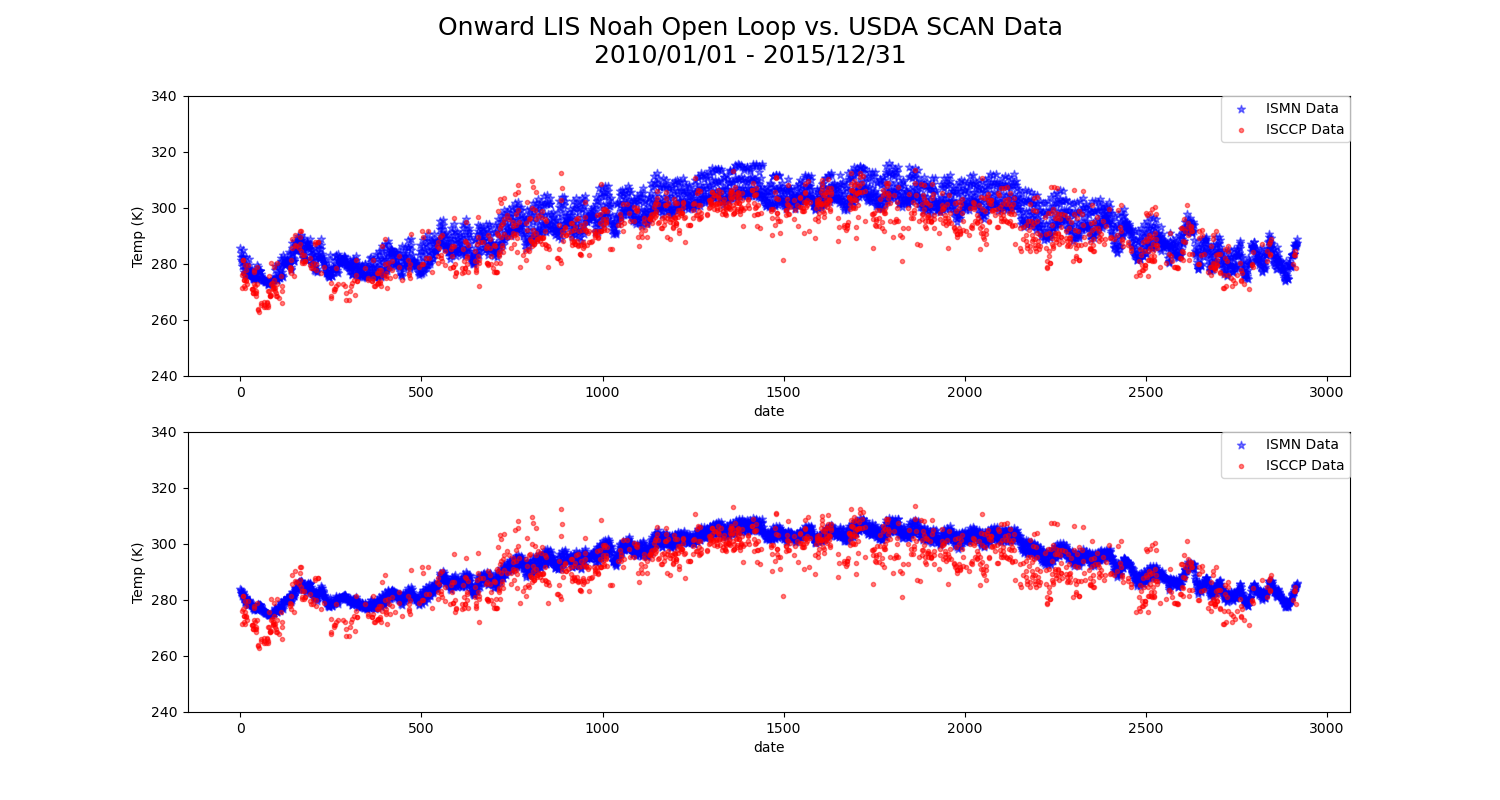 Onward LIS Noah Open Loop vs. USDA SCAN Data
2010/01/01 - 2015/12/31
340
320
300
280
260
240
Temp (K)
ISMN Data
ISCCP Data
0 500 1000 1500 2000 2500 3000
date
340
320
300
280
260
240
Temp (K)
ISMN Data
ISCCP Data
0 500 1000 1500 2000 2500 3000
date